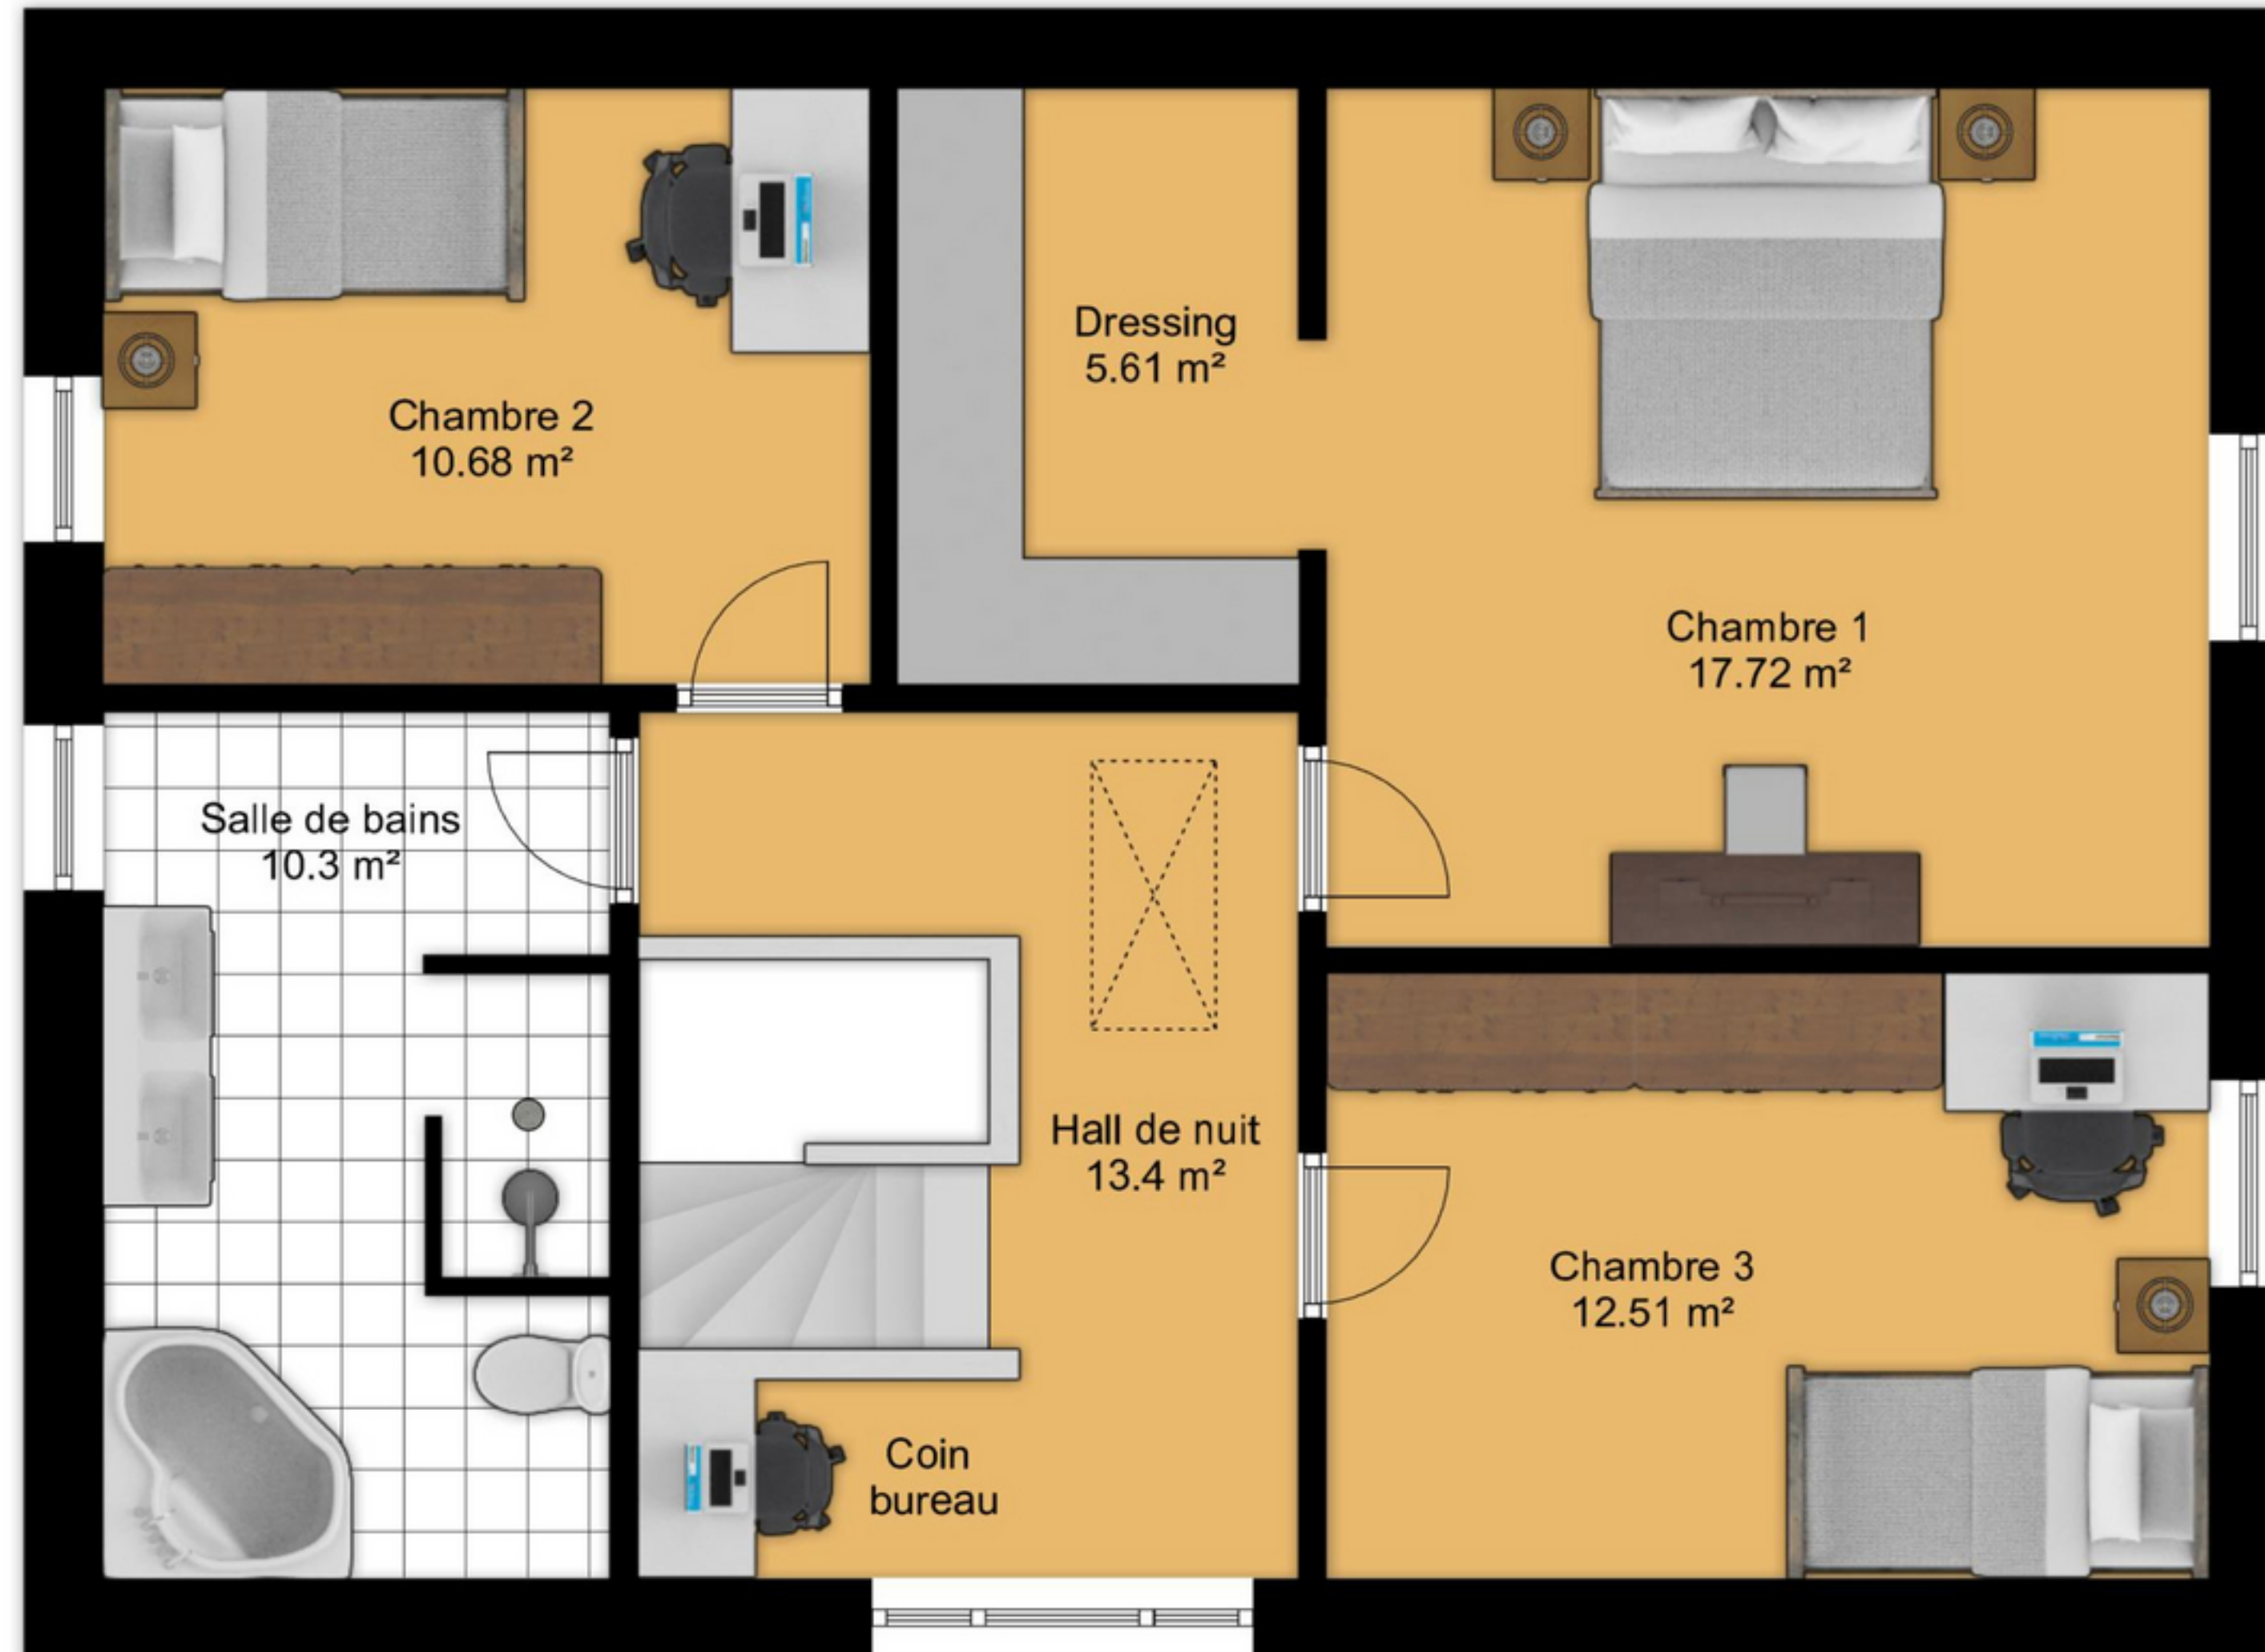 Dressing
5.61 m²
Chambre 2
10.68 m²
Chambre 1
17.72 m²
Salle de bains
10.3 m²
Hall de nuit
13.4 m²
Chambre 3
12.51 m²
Coin
bureau